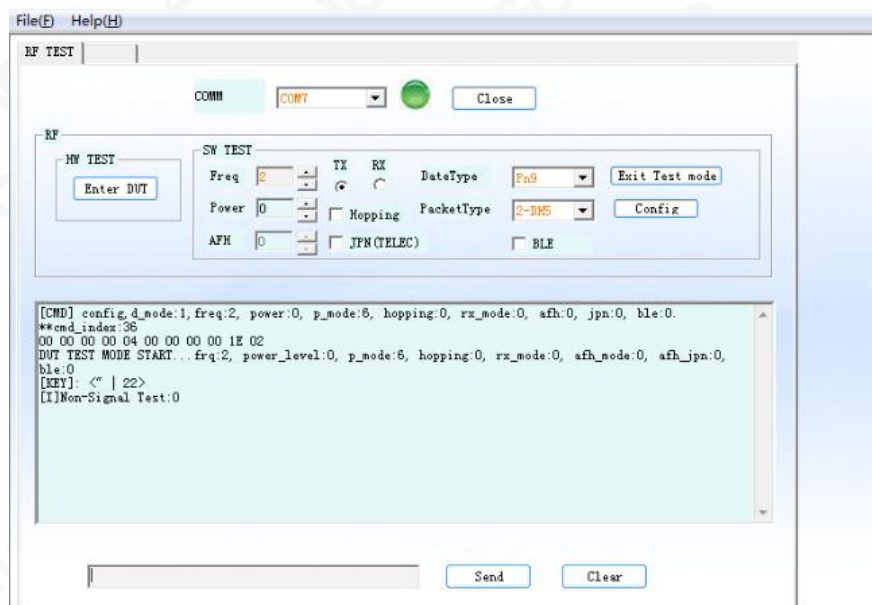 File(F) Help(H)
RF TEST
COMM COM7 Close
RF
HW TEST
Enter DUT
SW TEST
Freq 2 TX RX DateType Pn9 Exit Test mode
Power 0 Hopping PacketType 2-DH5 Config
AFH 0 JPN(TELEC) BLE
[CMD] config,d_mode:1,freq:2, power:0, p_mode:6, hopping:0, rx_mode:0, afh:0, jpn:0, ble:0.
**cmd_index:36
00 00 00 00 04 00 00 00 00 1E 02
DUT TEST MODE START...frq:2, power_level:0, p_mode:6, hopping:0, rx_mode:0, afh_mode:0, afh_jpn:0,
ble:0
[KEY]: <" | 22>
[I]Non-Signal Test:0
Send Clear